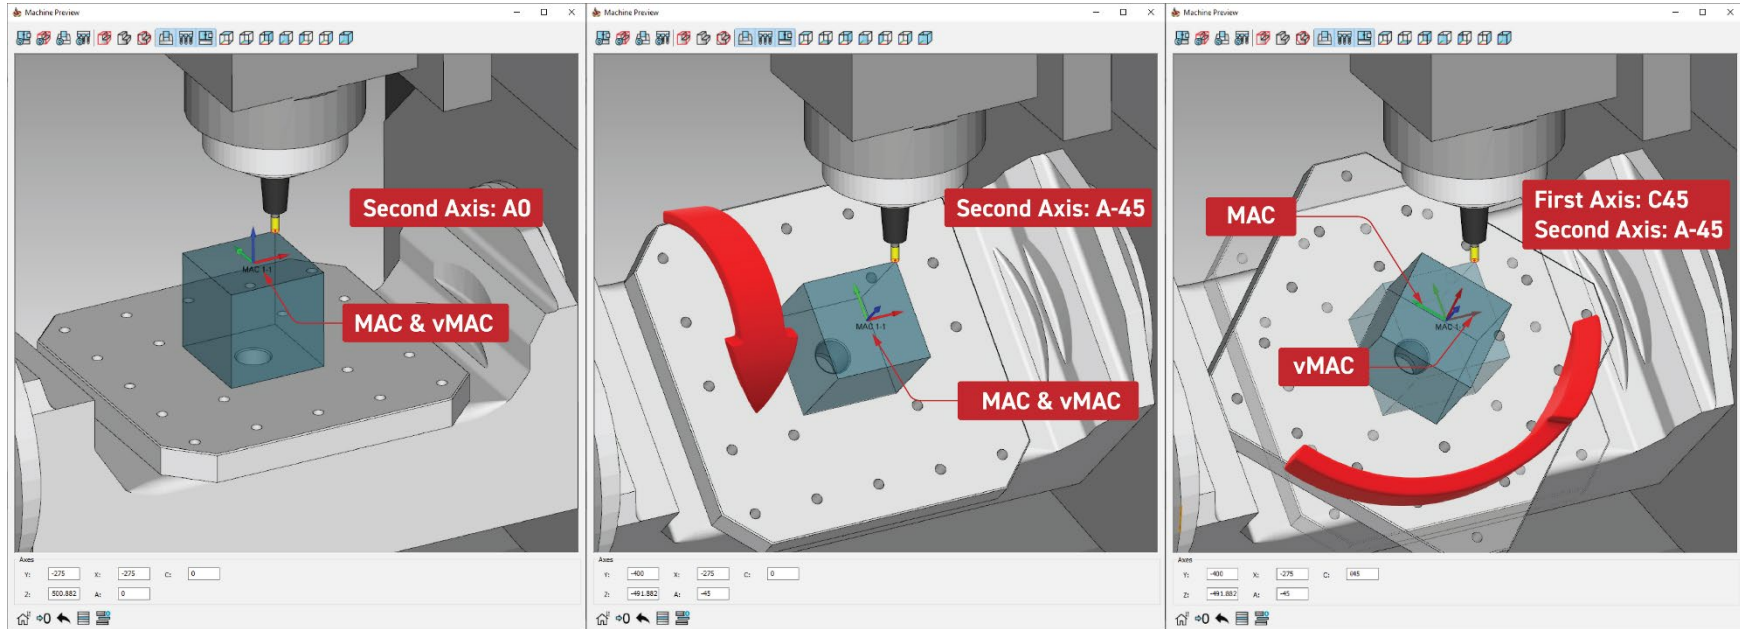 Machine Preview
Second Axis: A0
MAC 1-1
MAC & vMAC
Axes
Y: -275 X: -275 C: 0
Z: 500.882 A: 0
Machine Preview
Second Axis: A-45
MAC 1-1
MAC & vMAC
Axes
Y: -400 X: -275 C: 0
Z: -491.882 A: -45
Machine Preview
MAC
First Axis: C45
Second Axis: A-45
MAC 1-1
vMAC
Axes
Y: -400 X: -275 C:
Z: -491.882 A: -45